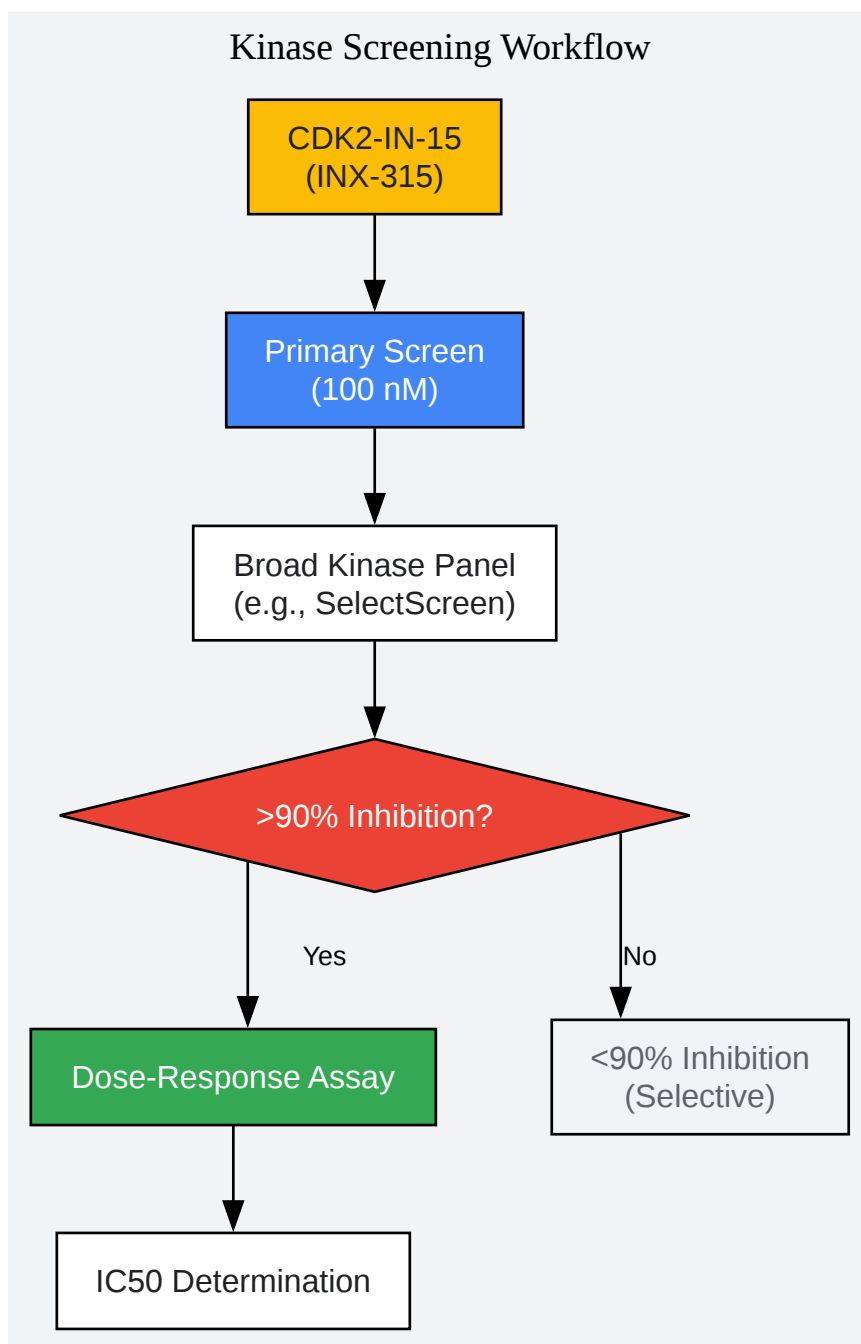 Kinase Screening Workflow
CDK2-IN-15
(INX-315)
Primary Screen
(100 nM)
Broad Kinase Panel
(e.g., SelectScreen)
>90% Inhibition?
Yes
No
Dose-Response Assay
<90% Inhibition
(Selective)
IC50 Determination